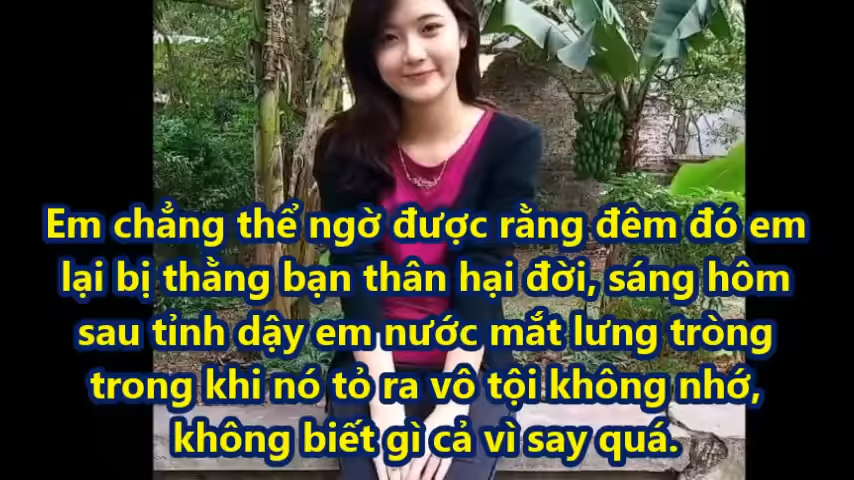 Em chẳng thể ngờ được rằng đêm đó em
lại bị thằng bạn thân hại đời, sáng hôm
sau tỉnh dậy em nước mắt lưng tròng
trong khi nó tỏ ra vô tội không nhớ,
không biết gì cả vì say quá.